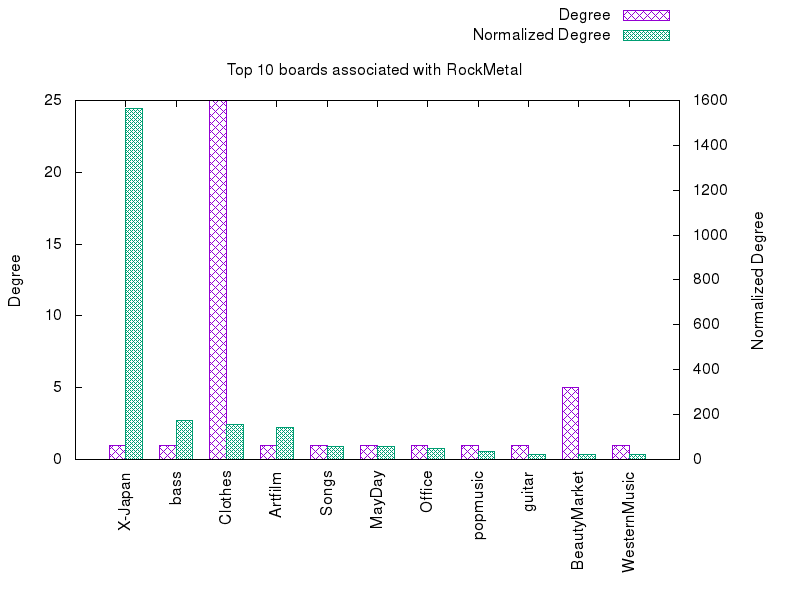 Degree
Normalized Degree
Top 10 boards associated with RockMetal
25
20
15
10
5
0
1600
1400
1200
1000
800
600
400
200
0
Degree
Normalized Degree
X-Japan
bass
Clothes
Artfilm
Songs
MayDay
Office
popmusic
guitar
BeautyMarket
WesternMusic